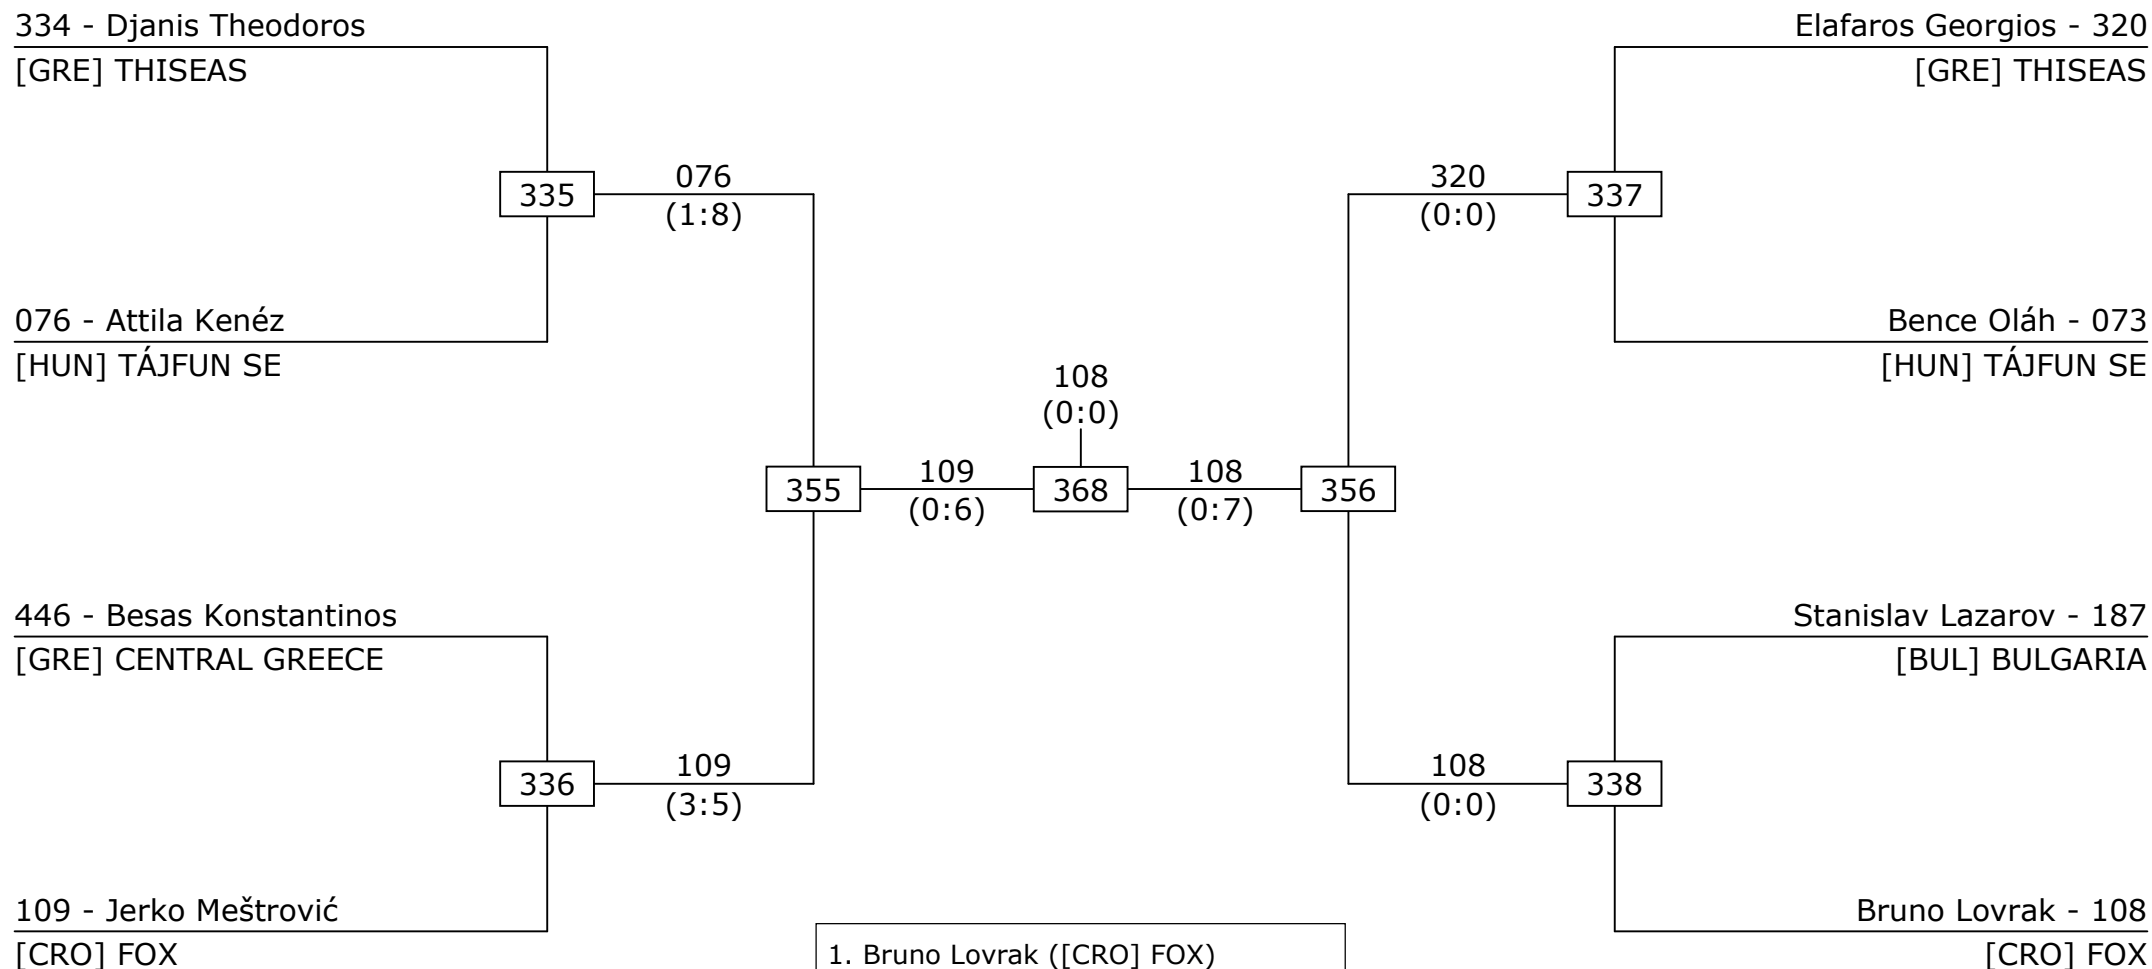 334 - Djanis Theodoros
[GRE] THISEAS
Elafaros Georgios - 320
[GRE] THISEAS
335
076
(1:8)
320
(0:0)
337
076 - Attila Kenéz
[HUN] TÁJFUN SE
Bence Oláh - 073
[HUN] TÁJFUN SE
108
(0:0)
355
109
(0:6)
368
108
(0:7)
356
446 - Besas Konstantinos
[GRE] CENTRAL GREECE
Stanislav Lazarov - 187
[BUL] BULGARIA
336
109
(3:5)
108
(0:0)
338
109 - Jerko Meštrović
[CRO] FOX
Bruno Lovrak - 108
[CRO] FOX
1. Bruno Lovrak ([CRO] FOX)